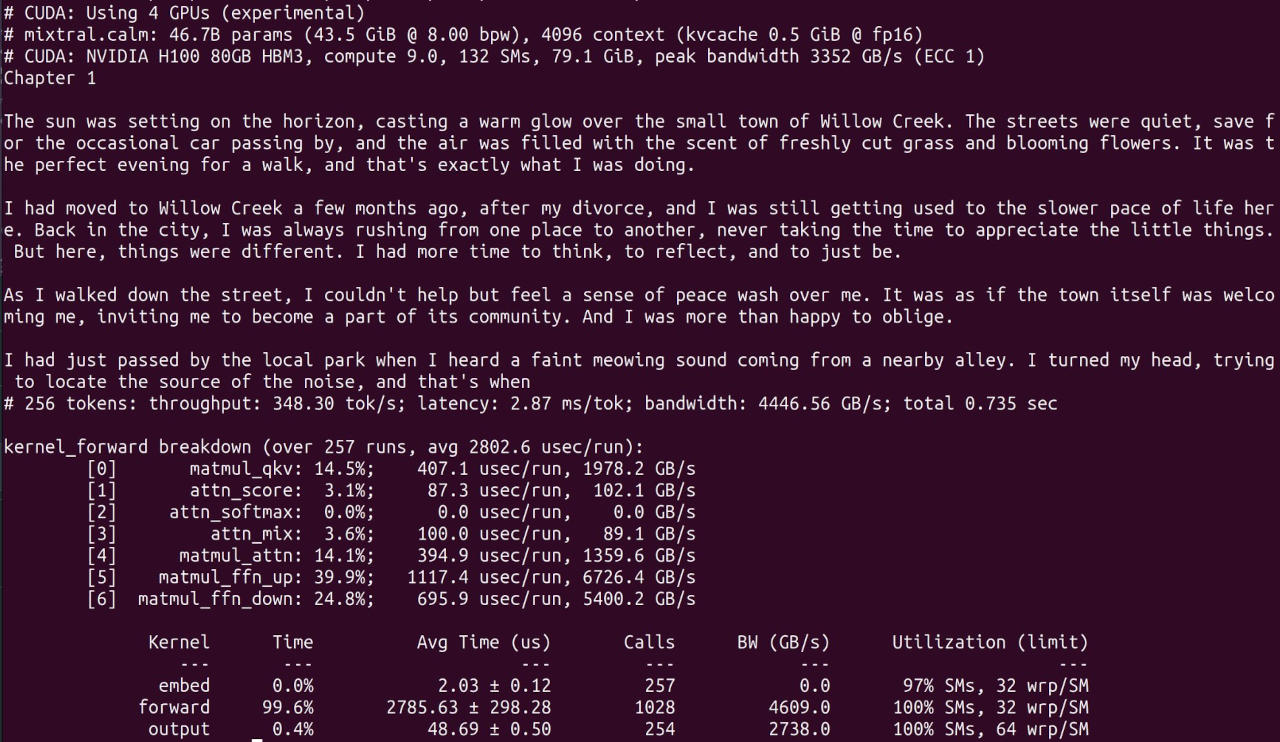 # CUDA: Using 4 GPUs (experimental)
# mixtral.calm: 46.7B params (43.5 GiB @ 8.00 bpw), 4096 context (kvcache 0.5 GiB @ fp16)
# CUDA: NVIDIA H100 80GB HBM3, compute 9.0, 132 SMs, 79.1 GiB, peak bandwidth 3352 GB/s (ECC 1)
Chapter 1

The sun was setting on the horizon, casting a warm glow over the small town of Willow Creek. The streets were quiet, save f
or the occasional car passing by, and the air was filled with the scent of freshly cut grass and blooming flowers. It was t
he perfect evening for a walk, and that's exactly what I was doing.

I had moved to Willow Creek a few months ago, after my divorce, and I was still getting used to the slower pace of life her
e. Back in the city, I was always rushing from one place to another, never taking the time to appreciate the little things.
 But here, things were different. I had more time to think, to reflect, and to just be.

As I walked down the street, I couldn't help but feel a sense of peace wash over me. It was as if the town itself was welco
ming me, inviting me to become a part of its community. And I was more than happy to oblige.

I had just passed by the local park when I heard a faint meowing sound coming from a nearby alley. I turned my head, trying
 to locate the source of the noise, and that's when
# 256 tokens: throughput: 348.30 tok/s; latency: 2.87 ms/tok; bandwidth: 4446.56 GB/s; total 0.735 sec

kernel_forward breakdown (over 257 runs, avg 2802.6 usec/run):
[0] matmul_qkv: 14.5%; 407.1 usec/run, 1978.2 GB/s
[1] attn_score: 3.1%; 87.3 usec/run, 102.1 GB/s
[2] attn_softmax: 0.0%; 0.0 usec/run, 0.0 GB/s
[3] attn_mix: 3.6%; 100.0 usec/run, 89.1 GB/s
[4] matmul_attn: 14.1%; 394.9 usec/run, 1359.6 GB/s
[5] matmul_ffn_up: 39.9%; 1117.4 usec/run, 6726.4 GB/s
[6] matmul_ffn_down: 24.8%; 695.9 usec/run, 5400.2 GB/s

Kernel Time Avg Time (us) Calls BW (GB/s) Utilization (limit)
--- --- --- --- --- ---
embed 0.0% 2.03 ± 0.12 257 0.0 97% SMs, 32 wrp/SM
forward 99.6% 2785.63 ± 298.28 1028 4609.0 100% SMs, 32 wrp/SM
output 0.4% 48.69 ± 0.50 254 2738.0 100% SMs, 64 wrp/SM